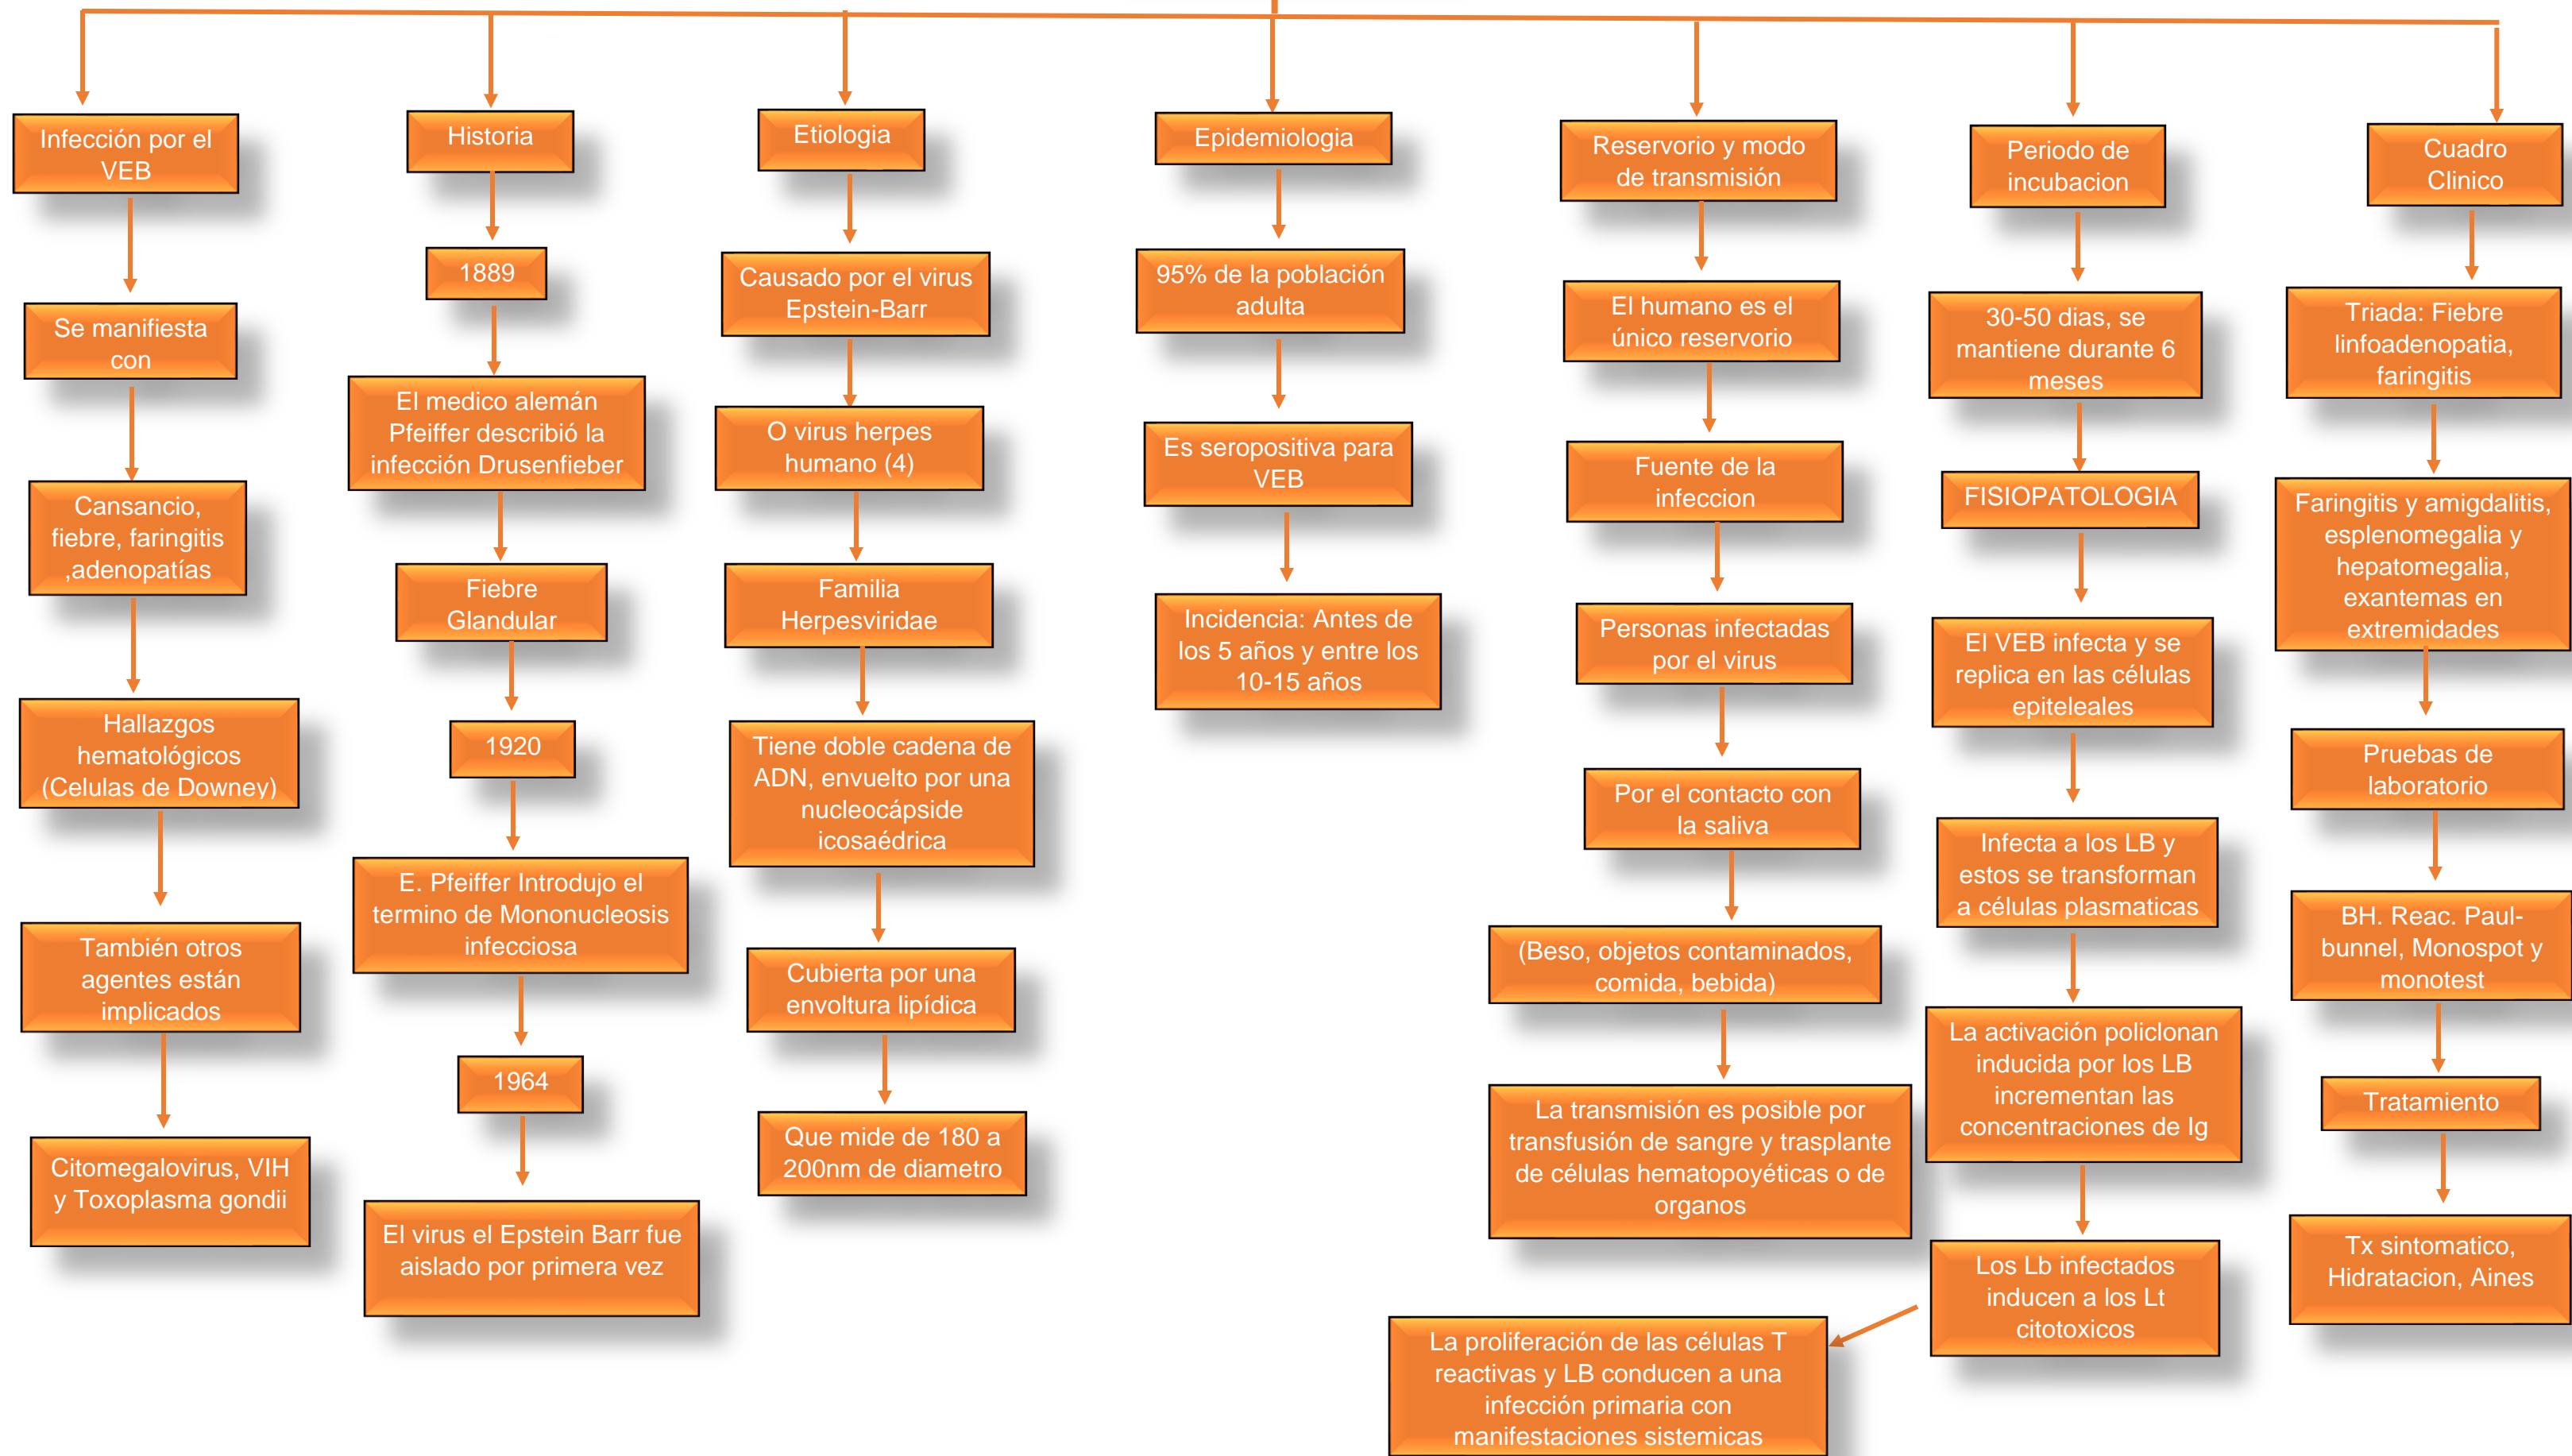 Infección por el
VEB
Se manifiesta
con
Cansancio,
fiebre, faringitis
,adenopatías
Hallazgos
hematológicos
(Celulas de Downey)
También otros
agentes están
implicados
Citomegalovirus, VIH
y Toxoplasma gondii
Historia
1889
El medico alemán
Pfeiffer describió la
infección Drusenfieber
Fiebre
Glandular
1920
E. Pfeiffer Introdujo el
termino de Mononucleosis
infecciosa
1964
El virus el Epstein Barr fue
aislado por primera vez
Etiologia
Causado por el virus
Epstein-Barr
O virus herpes
humano (4)
Familia
Herpesviridae
Tiene doble cadena de
ADN, envuelto por una
nucleocápside
icosaédrica
Cubierta por una
envoltura lipídica
Que mide de 180 a
200nm de diametro
Epidemiologia
95% de la población
adulta
Es seropositiva para
VEB
Incidencia: Antes de
los 5 años y entre los
10-15 años
Reservorio y modo
de transmisión
El humano es el
único reservorio
Fuente de la
infeccion
Personas infectadas
por el virus
Por el contacto con
la saliva
(Beso, objetos contaminados,
comida, bebida)
La transmisión es posible por
transfusión de sangre y trasplante
de células hematopoyéticas o de
organos
Periodo de
incubacion
30-50 dias, se
mantiene durante 6
meses
FISIOPATOLOGIA
El VEB infecta y se
replica en las células
epiteleales
Infecta a los LB y
estos se transforman
a células plasmaticas
La activación policlonan
inducida por los LB
incrementan las
concentraciones de Ig
Los Lb infectados
inducen a los Lt
citotoxicos
La proliferación de las células T
reactivas y LB conducen a una
infección primaria con
manifestaciones sistemicas
Cuadro
Clinico
Triada: Fiebre
linfoadenopatia,
faringitis
Faringitis y amigdalitis,
esplenomegalia y
hepatomegalia,
exantemas en
extremidades
Pruebas de
laboratorio
BH. Reac. Paul-
bunnel, Monospot y
monotest
Tratamiento
Tx sintomatico,
Hidratacion, Aines